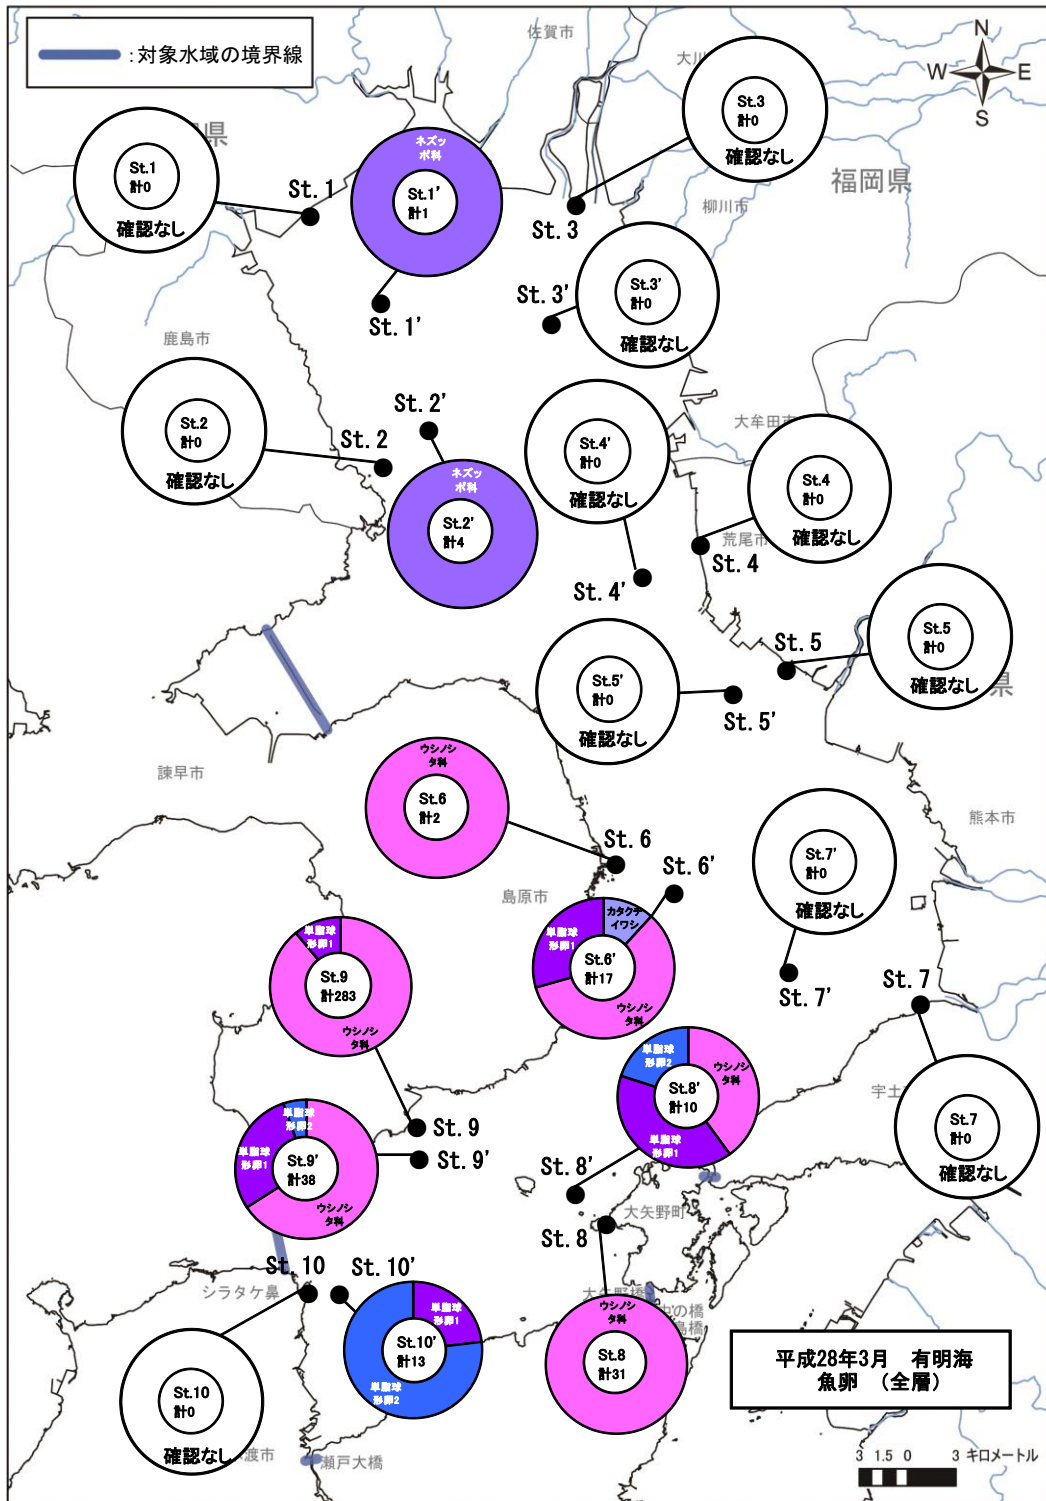 ：対象水域の境界線
佐賀市
大川
N
W
E
S
St.3
計0
確認なし
St.1
計0
確認なし
県
ネズッ
ポ科
St.1'
計1
St. 1
St. 3
福岡県
柳川市
St. 1'
St. 3'
St.3'
計0
確認なし
鹿島市
St.2
計0
確認なし
St. 2'
St. 2
ネズッ
ポ科
St.2'
計4
St.4'
計0
確認なし
大牟田市
St.4
計0
確認なし
荒尾市
St. 4
St. 4'
St.5
計0
確認なし
St. 5
St.5'
計0
確認なし
St. 5'
県
諫早市
ウシノシ
タ科
St.6
計2
St. 6
St. 6'
島原市
熊本市
St.7'
計0
確認なし
St. 7'
カタクチ
イワシ
単脂球
形卵1
St.6'
計17
ウシノシ
タ科
単脂球
形卵1
St.9
計283
ウシノシ
タ科
St. 7
宇土
St.7
計0
確認なし
単脂球
形卵2
ウシノシ
タ科
St.8'
計10
単脂球
形卵1
St. 9
St. 9'
単脂球
形卵2
単脂球
形卵1
St.9'
計38
ウシノシ
タ科
St. 8'
大矢野町
St. 8
St. 10
St. 10'
シラタケ鼻
単脂球
形卵1
St.10'
計13
単脂球
形卵2
大矢野橋
中の橋
島橋
ウシノシ
タ科
St.8
計31
St.10
計0
確認なし
渡市
瀬戸大橋
平成28年3月　有明海
魚卵　（全層）
3 1.5 0 3 キロメートル